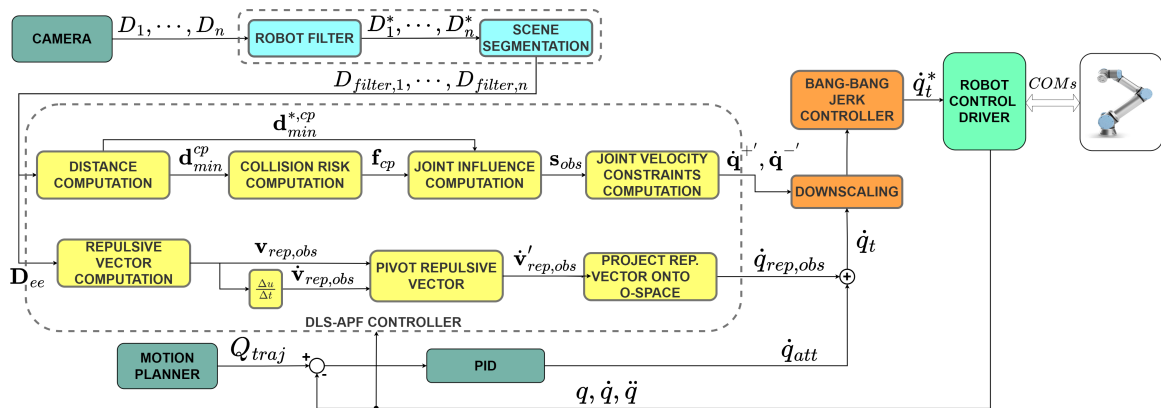 CAMERA
D_1, ⋯, D_n
ROBOT FILTER
D_1^*, ⋯, D_n^*
SCENE
SEGMENTATION
D_{filter,1}, ⋯, D_{filter,n}
BANG-BANG
JERK
CONTROLLER
q̇_t^*
ROBOT
CONTROL
DRIVER
COMs
d_{min}^{*,cp}
DISTANCE
COMPUTATION
d_{min}^{cp}
COLLISION RISK
COMPUTATION
f_{cp}
JOINT INFLUENCE
COMPUTATION
s_{obs}
JOINT VELOCITY
CONSTRAINTS
COMPUTATION
q̇^{+'}, q̇^{-'}
DOWNSCALING
q̇_t
D_{ee}
REPULSIVE
VECTOR
COMPUTATION
v_{rep,obs}
Δu
Δt
v̇_{rep,obs}
PIVOT REPULSIVE
VECTOR
v̇'_{rep,obs}
PROJECT REP.
VECTOR ONTO
O-SPACE
q̇_{rep,obs}
+
DLS-APF CONTROLLER
MOTION
PLANNER
Q_{traj}
+
-
PID
q̇_{att}
q, q̇, q̈